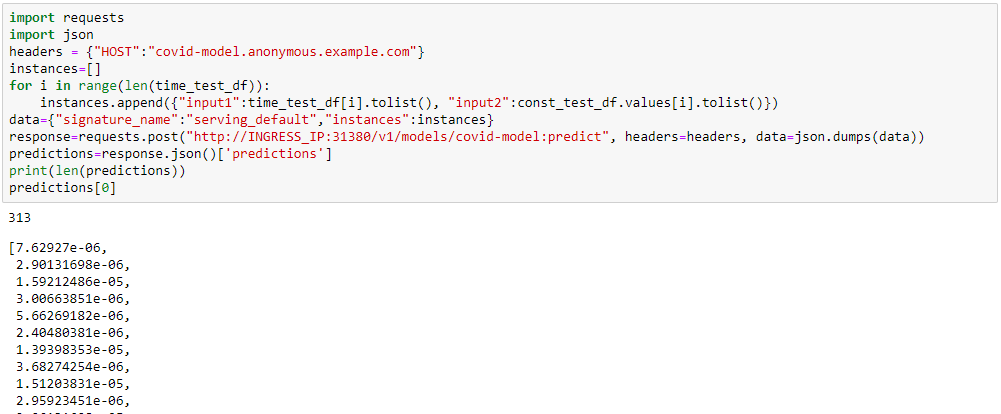 import requests
import json
headers = {"HOST":"covid-model.anonymous.example.com"}
instances=[]
for i in range(len(time_test_df)):
    instances.append({"input1":time_test_df[i].tolist(), "input2":const_test_df.values[i].tolist()})
data={"signature_name":"serving_default","instances":instances}
response=requests.post("http://INGRESS_IP:31380/v1/models/covid-model:predict", headers=headers, data=json.dumps(data))
predictions=response.json()['predictions']
print(len(predictions))
predictions[0]
313
[7.62927e-06,
 2.90131698e-06,
 1.59212486e-05,
 3.00663851e-06,
 5.66269182e-06,
 2.40480381e-06,
 1.39398353e-05,
 3.68274254e-06,
 1.51203831e-05,
 2.95923451e-06,